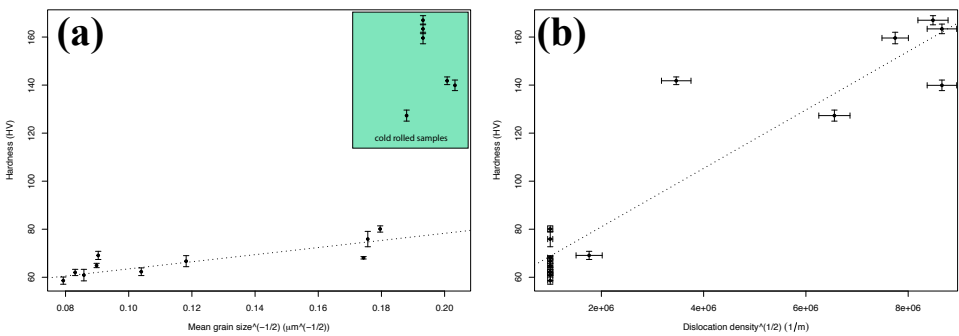 (a)
160
140
120
100
80
60
Hardness (HV)
cold rolled samples
0.08 0.10 0.12 0.14 0.16 0.18 0.20
Mean grain size^(−1/2) (μm^(−1/2))
(b)
160
140
120
100
80
60
Hardness (HV)
2e+06 4e+06 6e+06 8e+06
Dislocation density^(1/2) (1/m)